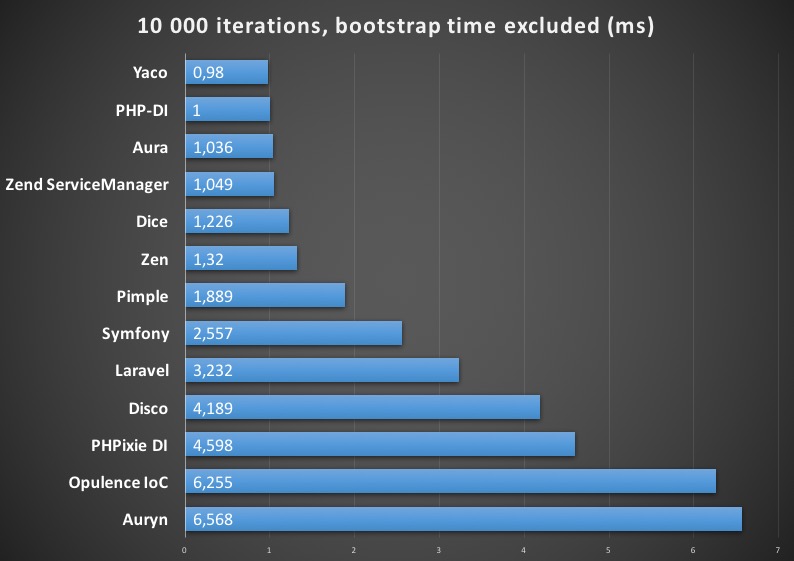 10 000 iterations, bootstrap time excluded (ms)
Yaco 0,98
PHP-DI 1
Aura 1,036
Zend ServiceManager 1,049
Dice 1,226
Zen 1,32
Pimple 1,889
Symfony 2,557
Laravel 3,232
Disco 4,189
PHPixie DI 4,598
Opulence IoC 6,255
Auryn 6,568
0 1 2 3 4 5 6 7